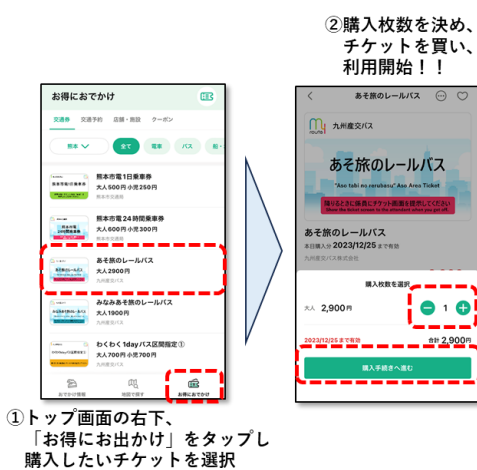 ②購入枚数を決め、
チケットを買い、
利用開始！！
お得におでかけ
交通券 交通予約 店舗・施設 クーポン
熊本 全て 電車 バス 船・
熊本市電1日乗車券
大人500円 小児250円
熊本市交通局
熊本市電24時間乗車券
大人600円 小児300円
熊本市交通局
あそ旅のレールバス
大人2900円
九州産交バス
みなみあそ旅のレールバス
大人1900円
九州産交バス
わくわく1dayパス区間指定①
大人700円 小児700円
九州産交バス
おでかけ情報 地図で探す お得におでかけ
あそ旅のレールバス
my route 九州産交バス
あそ旅のレールバス
"Aso tabi no rerubasu" Aso Area Ticket
降りるときに係員にチケット画面を提示してください
Show the ticket screen to the attendant when you get off.
あそ旅のレールバス
本日購入分 2023/12/25 まで有効
九州産交バス株式会社
購入枚数を選択
大人 2,900円 1
2023/12/25まで有効 合計 2,900円
購入手続きへ進む
①トップ画面の右下、
「お得にお出かけ」をタップし
購入したいチケットを選択